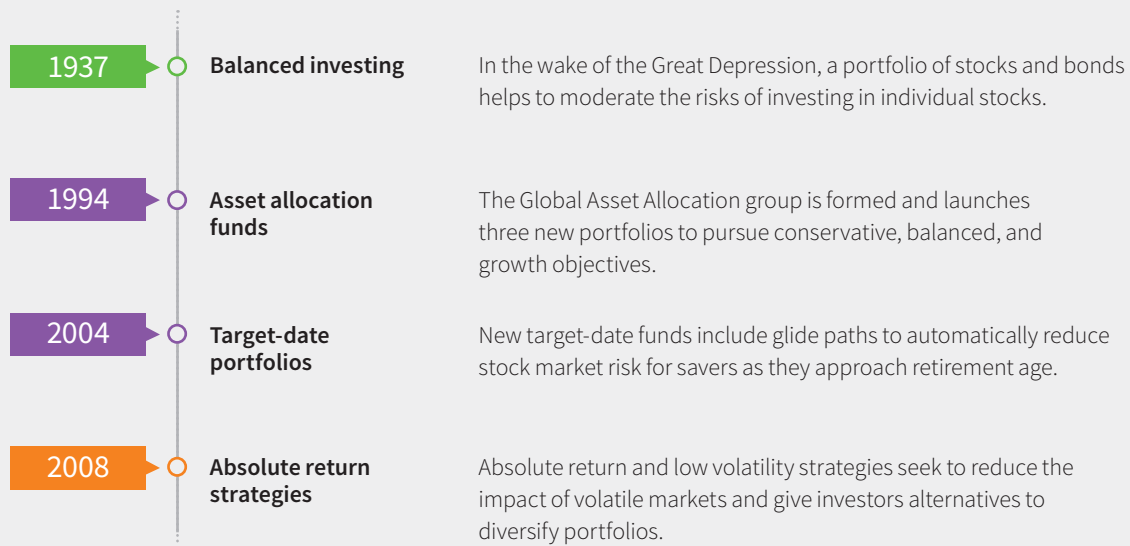 1937
Balanced investing
In the wake of the Great Depression, a portfolio of stocks and bonds
helps to moderate the risks of investing in individual stocks.
1994
Asset allocation
funds
The Global Asset Allocation group is formed and launches
three new portfolios to pursue conservative, balanced, and
growth objectives.
2004
Target-date
portfolios
New target-date funds include glide paths to automatically reduce
stock market risk for savers as they approach retirement age.
2008
Absolute return
strategies
Absolute return and low volatility strategies seek to reduce the
impact of volatile markets and give investors alternatives to
diversify portfolios.